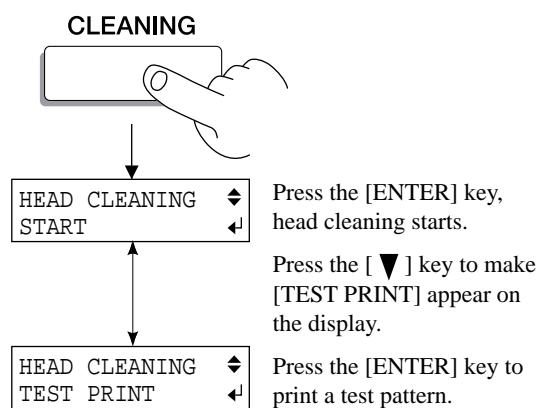 CLEANING
HEAD CLEANING
START
Press the [ENTER] key,
head cleaning starts.
Press the [ ▼ ] key to make
[TEST PRINT] appear on
the display.
HEAD CLEANING
TEST PRINT
Press the [ENTER] key to
print a test pattern.